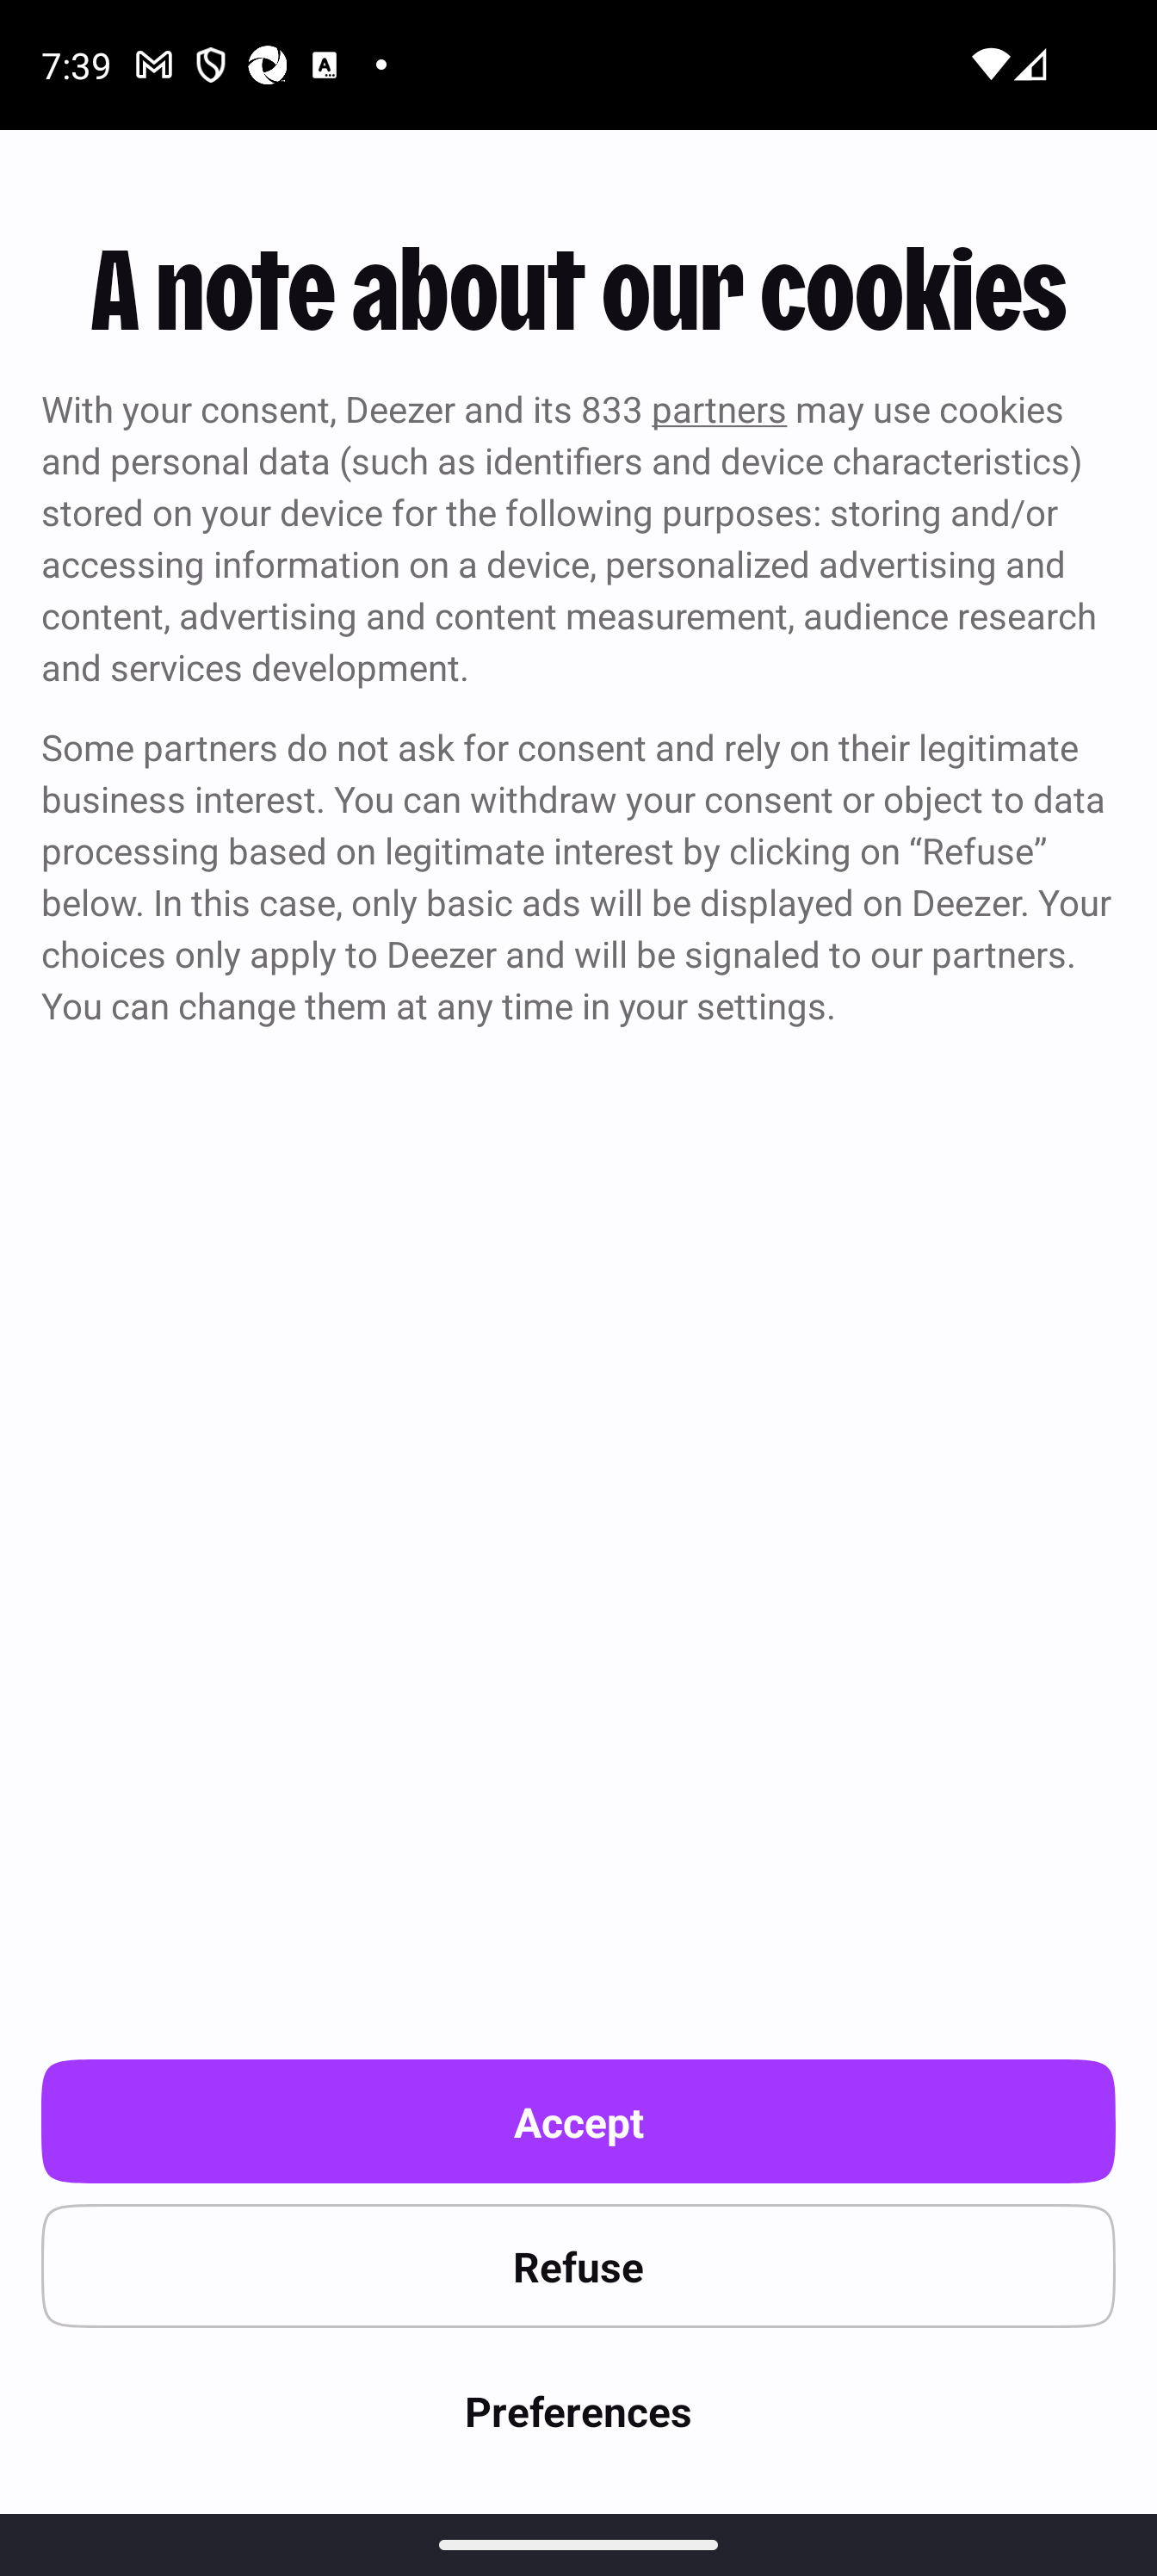 7:39
A note about our cookies
With your consent, Deezer and its 833 partners may use cookies
and personal data (such as identifiers and device characteristics)
stored on your device for the following purposes: storing and/or
accessing information on a device, personalized advertising and
content, advertising and content measurement, audience research
and services development.
Some partners do not ask for consent and rely on their legitimate
business interest. You can withdraw your consent or object to data
processing based on legitimate interest by clicking on “Refuse”
below. In this case, only basic ads will be displayed on Deezer. Your
choices only apply to Deezer and will be signaled to our partners.
You can change them at any time in your settings.
Accept
Refuse
Preferences